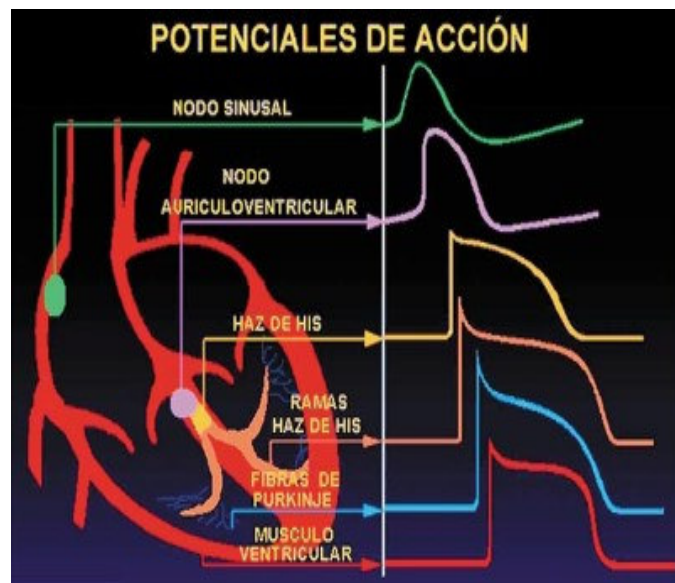 POTENCIALES DE ACCIÓN
NODO SINUSAL
NODO
AURICULOVENTRICULAR
HAZ DE HIS
RAMAS
HAZ DE HIS
FIBRAS DE
PURKINJE
MUSCULO
VENTRICULAR